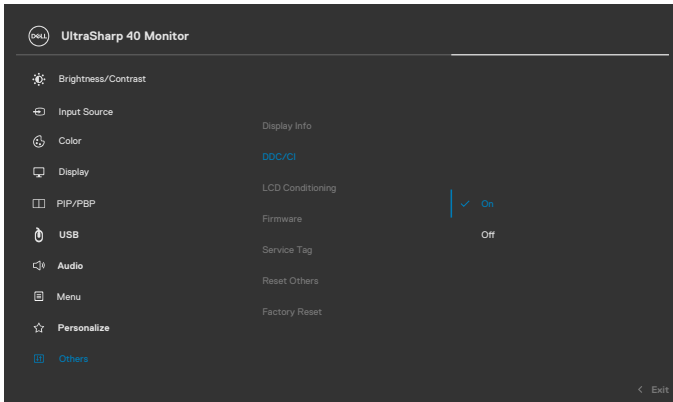 DELL
UltraSharp 40 Monitor
Brightness/Contrast
Input Source
Color
Display
PIP/PBP
USB
Audio
Menu
Personalize
Others
Display Info
DDC/CI
LCD Conditioning
Firmware
Service Tag
Reset Others
Factory Reset
On
Off
Exit